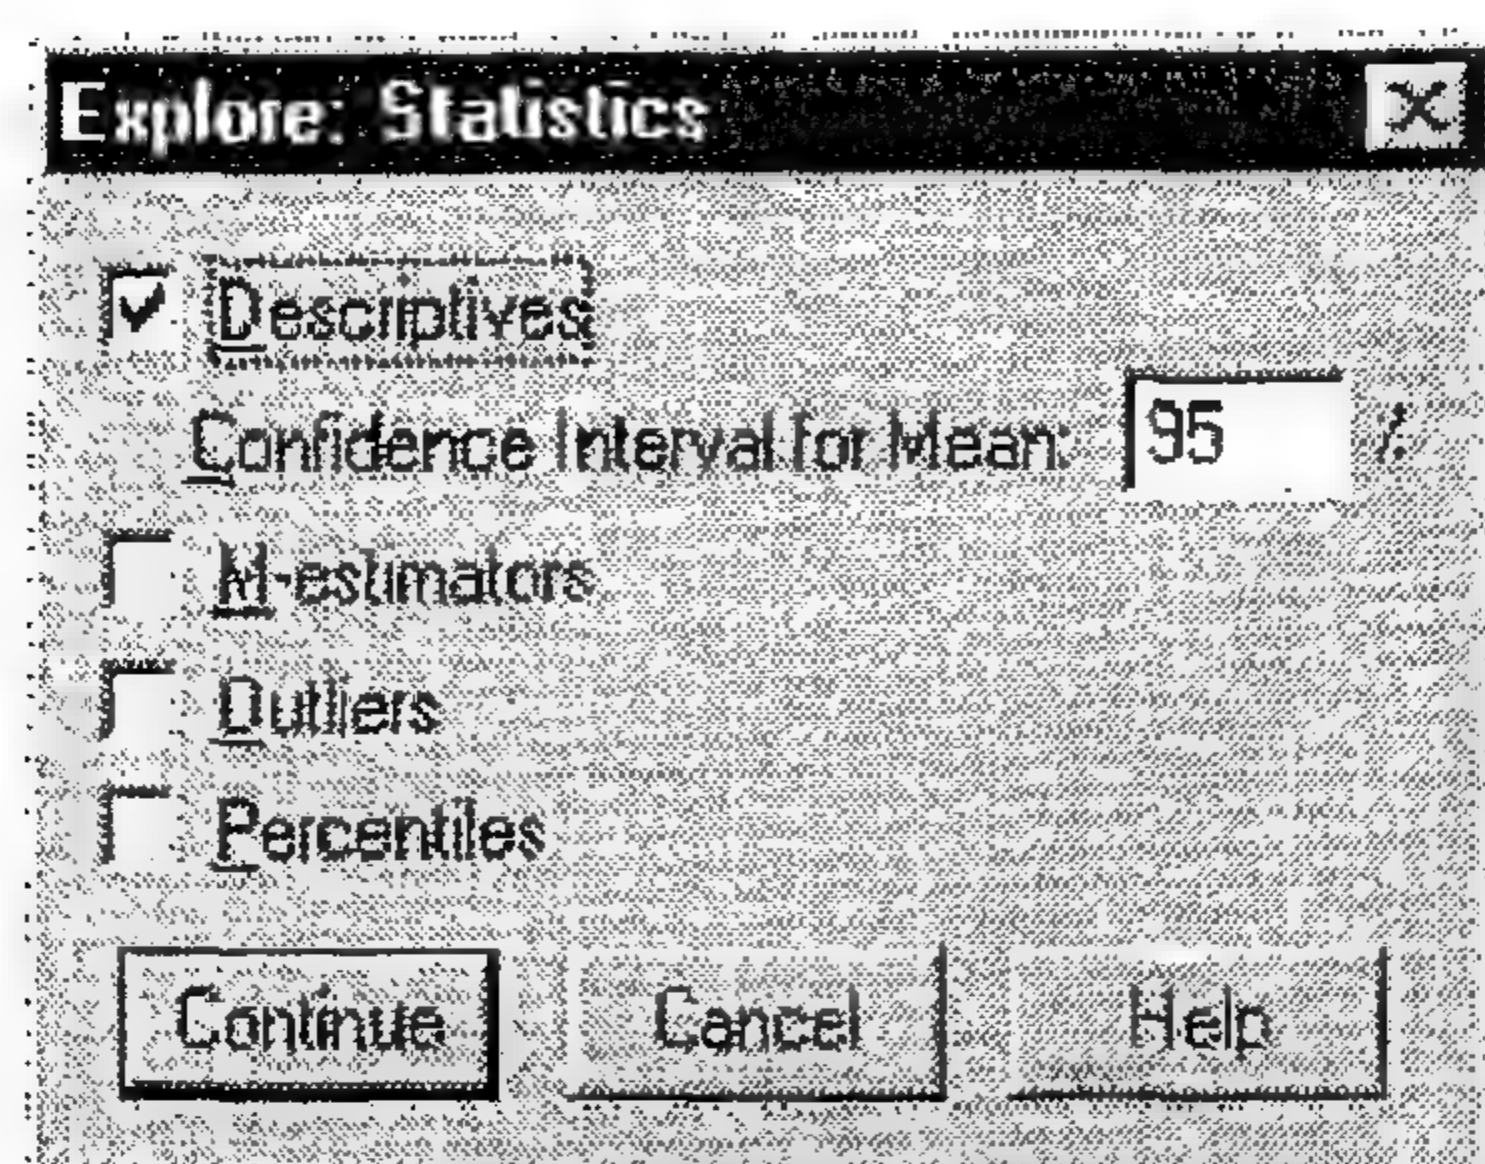 Explore: Statistics
Descriptives
Confidence Interval for Mean: 95 %
M-estimators
Outliers
Percentiles
Continue Cancel Help